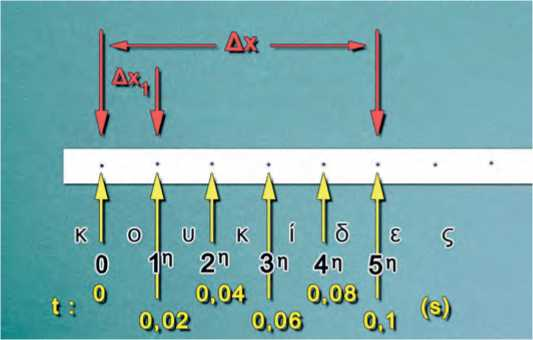 Δx
Δx₁
κ ο υ κ ί δ ε ς
0 1η 2η 3η 4η 5η
t : 0 0,02 0,04 0,06 0,08 0,1 (s)